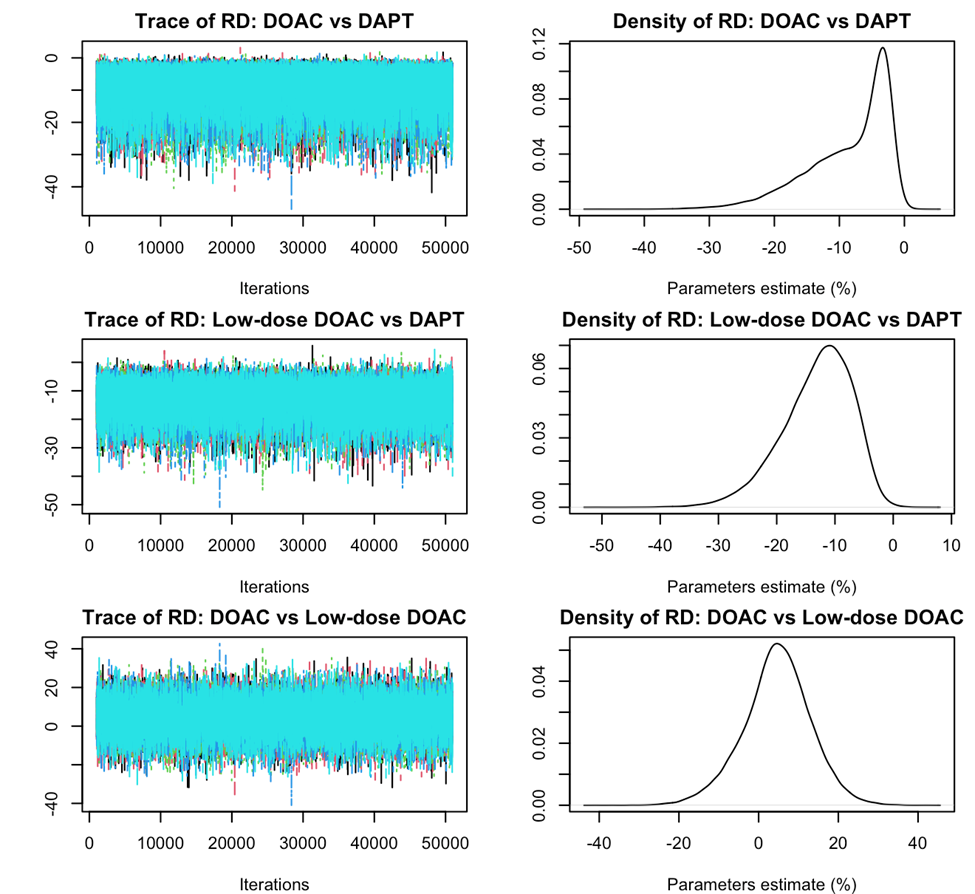 Trace of RD: DOAC vs DAPT
0
-20
-40
0 10000 20000 30000 40000 50000
Iterations
Density of RD: DOAC vs DAPT
0.12
0.08
0.04
0.00
-50 -40 -30 -20 -10 0
Parameters estimate (%)
Trace of RD: Low-dose DOAC vs DAPT
-10
-30
-50
0 10000 20000 30000 40000 50000
Iterations
Density of RD: Low-dose DOAC vs DAPT
0.06
0.03
0.00
-50 -40 -30 -20 -10 0 10
Parameters estimate (%)
Trace of RD: DOAC vs Low-dose DOAC
40
20
0
-40
0 10000 20000 30000 40000 50000
Iterations
Density of RD: DOAC vs Low-dose DOAC
0.04
0.02
0.00
-40 -20 0 20 40
Parameters estimate (%)